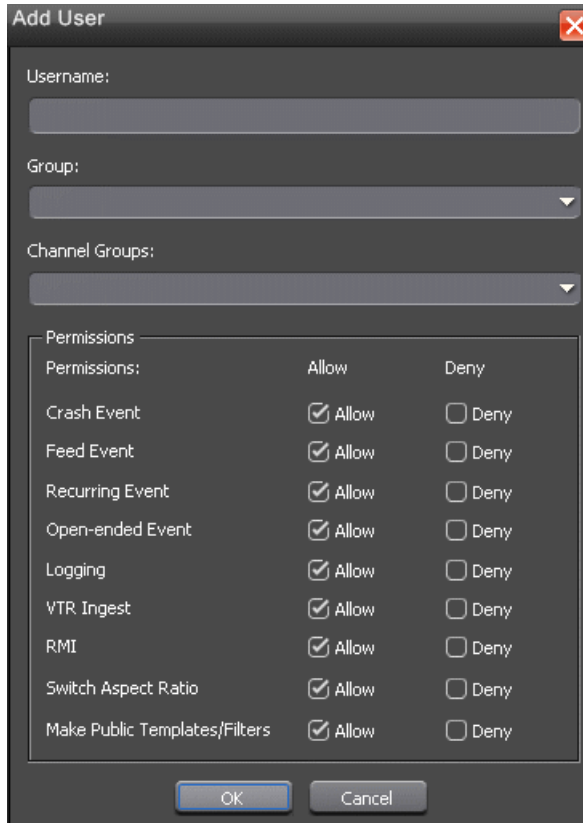 Add User
Username:
Group:
Channel Groups:
Permissions
Permissions: Allow Deny
Crash Event Allow Deny
Feed Event Allow Deny
Recurring Event Allow Deny
Open-ended Event Allow Deny
Logging Allow Deny
VTR Ingest Allow Deny
RMI Allow Deny
Switch Aspect Ratio Allow Deny
Make Public Templates/Filters Allow Deny
OK Cancel